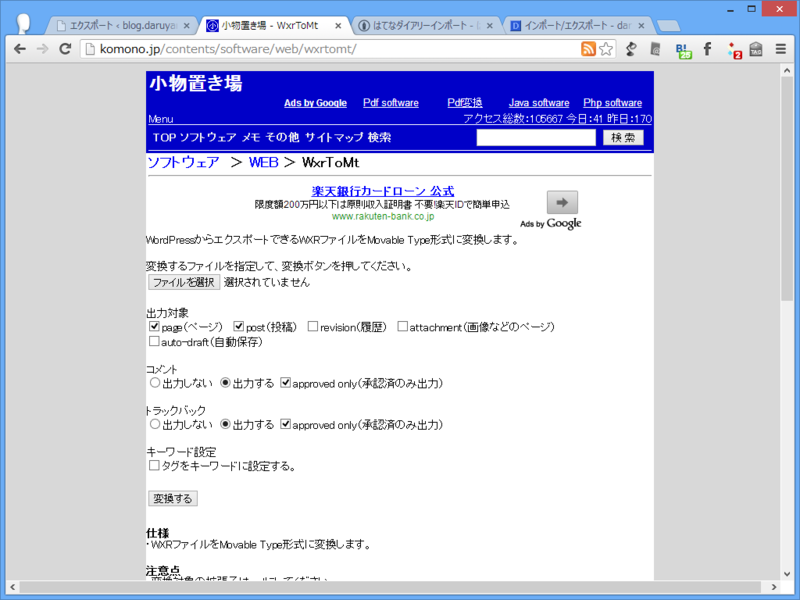 エクスポート ‹ blog.daruya
小物置き場 - WxrToMt
はてなダイアリーインポート - 
インポート/エクスポート - da
komono.jp/contents/software/web/wxrtomt/
小物置き場
Ads by Google Pdf software Pdf変換 Java software Php software
Menu アクセス総数:105667 今日:41 昨日:170
TOP ソフトウェア メモ その他 サイトマップ 検索 検索
ソフトウェア > WEB > WxrToMt
楽天銀行カードローン 公式
限度額200万円以下は原則収入証明書 不要!楽天IDで簡単申込
www.rakuten-bank.co.jp
Ads by Google
WordPressからエクスポートできるWXRファイルをMovable Type形式に変換します。
変換するファイルを指定して、変換ボタンを押してください。
ファイルを選択 選択されていません
出力対象
page(ページ) post(投稿) revision(履歴) attachment(画像などのページ)
auto-draft(自動保存)
コメント
出力しない 出力する approved only(承認済のみ出力)
トラックバック
出力しない 出力する approved only(承認済のみ出力)
キーワード設定
タグをキーワードに設定する。
変換する
仕様
・WXRファイルをMovable Type形式に変換します。
注意点